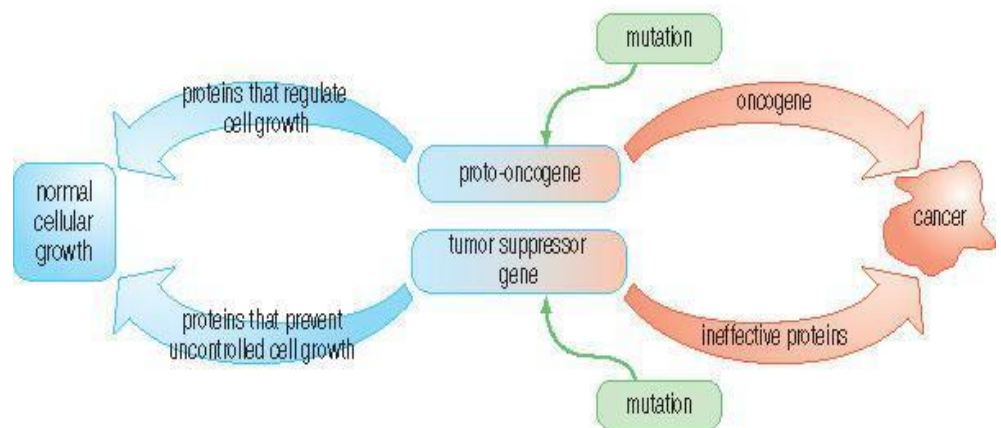 mutation
proteins that regulate
cell growth
oncogene
proto-oncogene
normal
cellular
growth
cancer
tumor suppressor
gene
proteins that prevent
uncontrolled cell growth
ineffective proteins
mutation